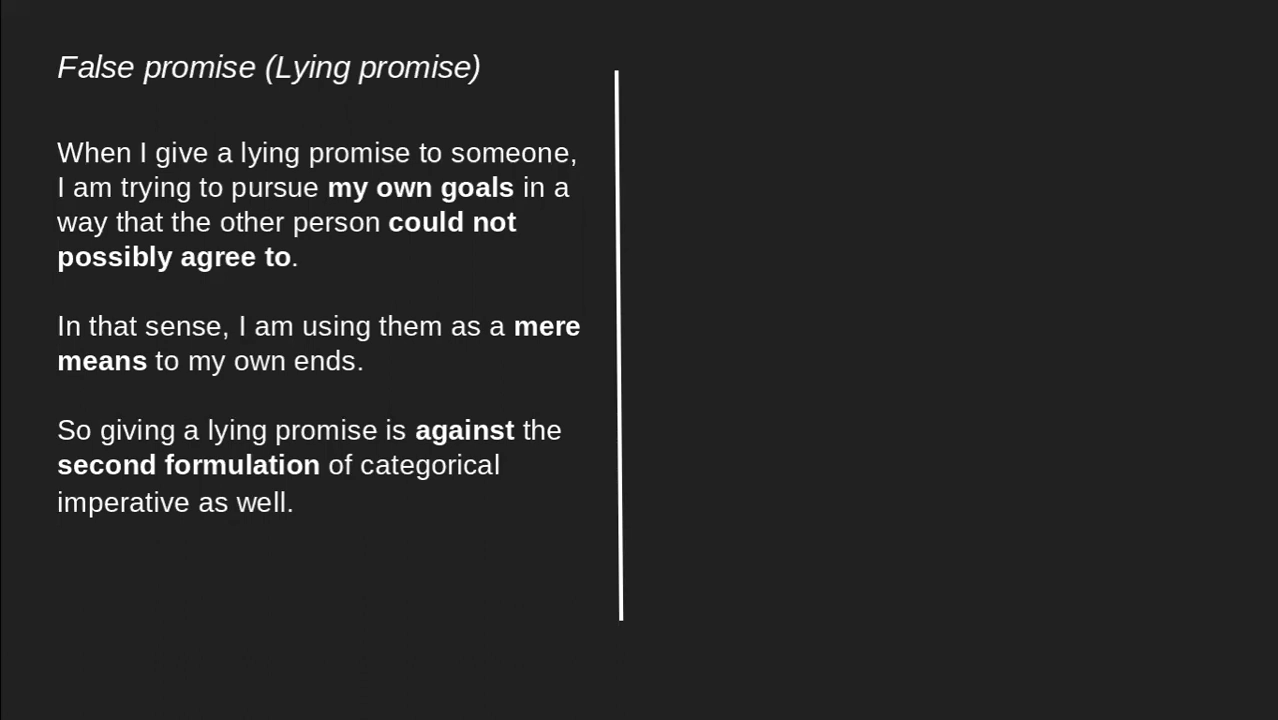 False promise (Lying promise)
When I give a lying promise to someone,
I am trying to pursue my own goals in a
way that the other person could not
possibly agree to.
In that sense, I am using them as a mere
means to my own ends.
So giving a lying promise is against the
second formulation of categorical
imperative as well.